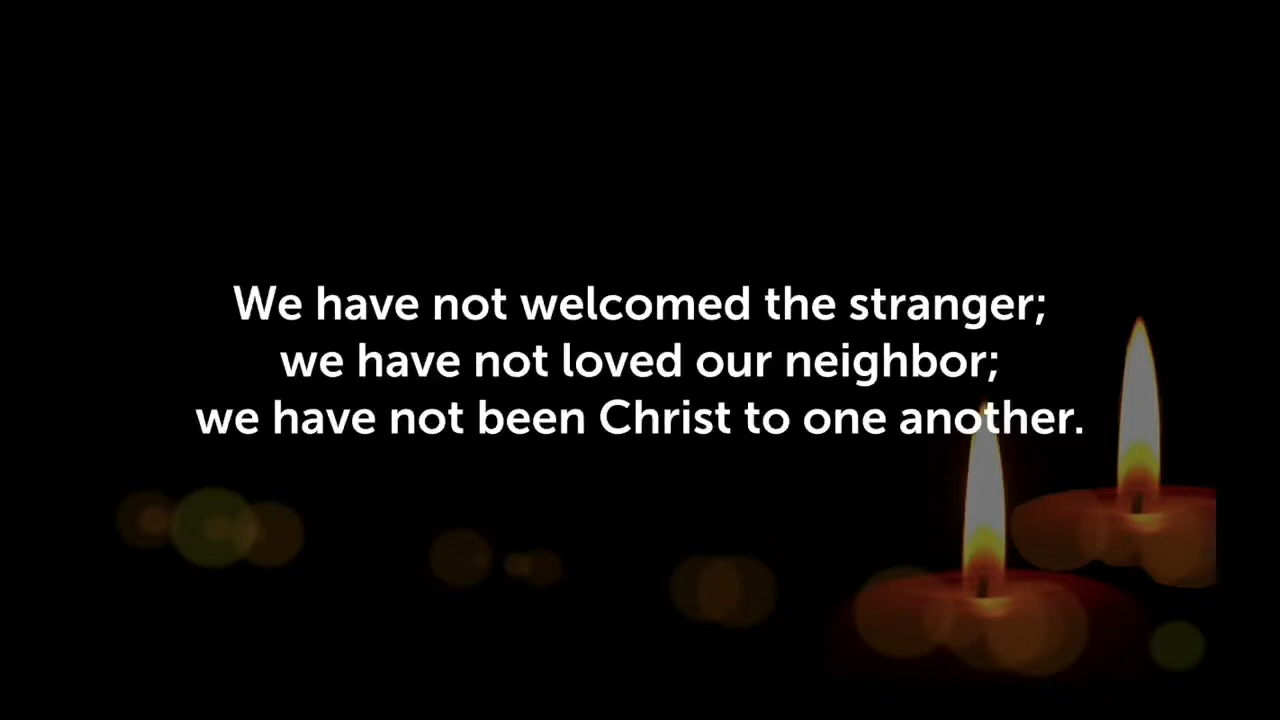 We have not welcomed the stranger;
we have not loved our neighbor;
we have not been Christ to one another.